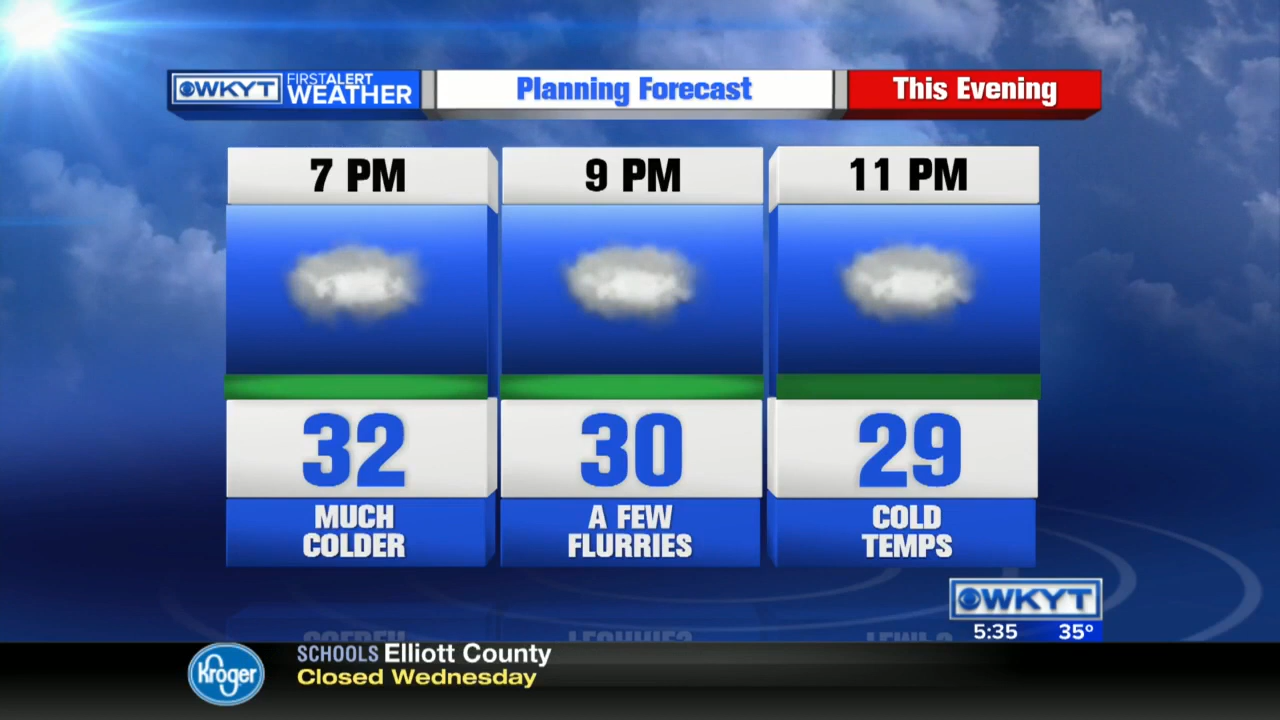 WKYT FIRST ALERT WEATHER
Planning Forecast
This Evening
7 PM
9 PM
11 PM
32
30
29
MUCH COLDER
A FEW FLURRIES
COLD TEMPS
WKYT
5:35 35°
Kroger
SCHOOLS Elliott County
Closed Wednesday